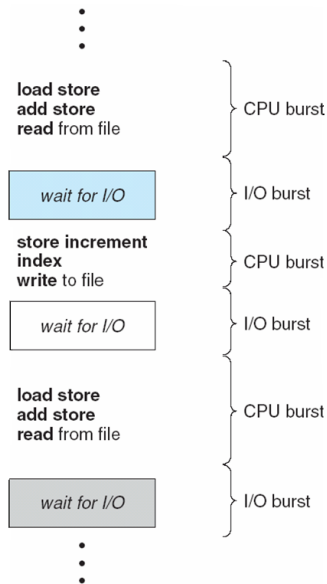 load store
add store
read from file
CPU burst
wait for I/O
I/O burst
store increment
index
write to file
CPU burst
wait for I/O
I/O burst
load store
add store
read from file
CPU burst
wait for I/O
I/O burst